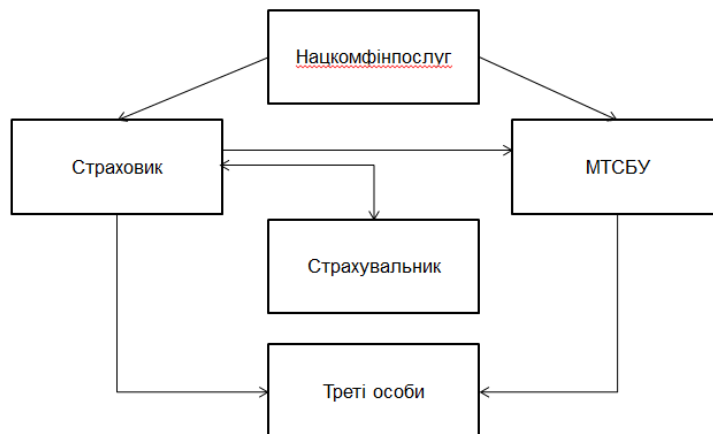 Нацкомфінпослуг
Страховик
МТСБУ
Страхувальник
Треті особи